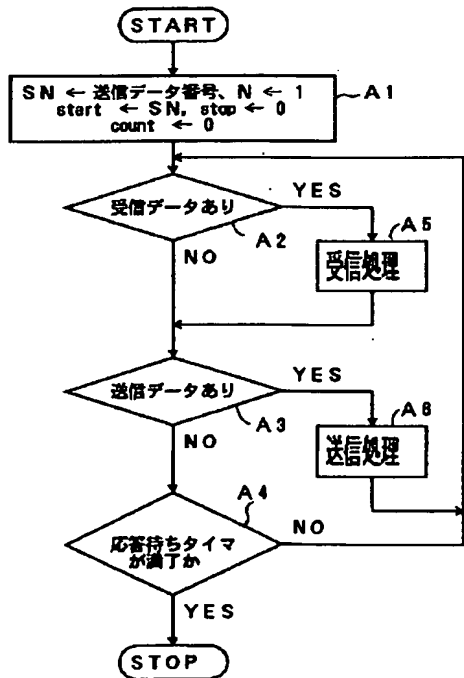 START
SN ← 送信データ番号、N ← 1
start ← SN, stop ← 0
count ← 0
A1
受信データあり
YES
A2
NO
A5
受信処理
送信データあり
YES
A3
NO
A6
送信処理
A4
応答待ちタイマ
が満了か
NO
YES
STOP